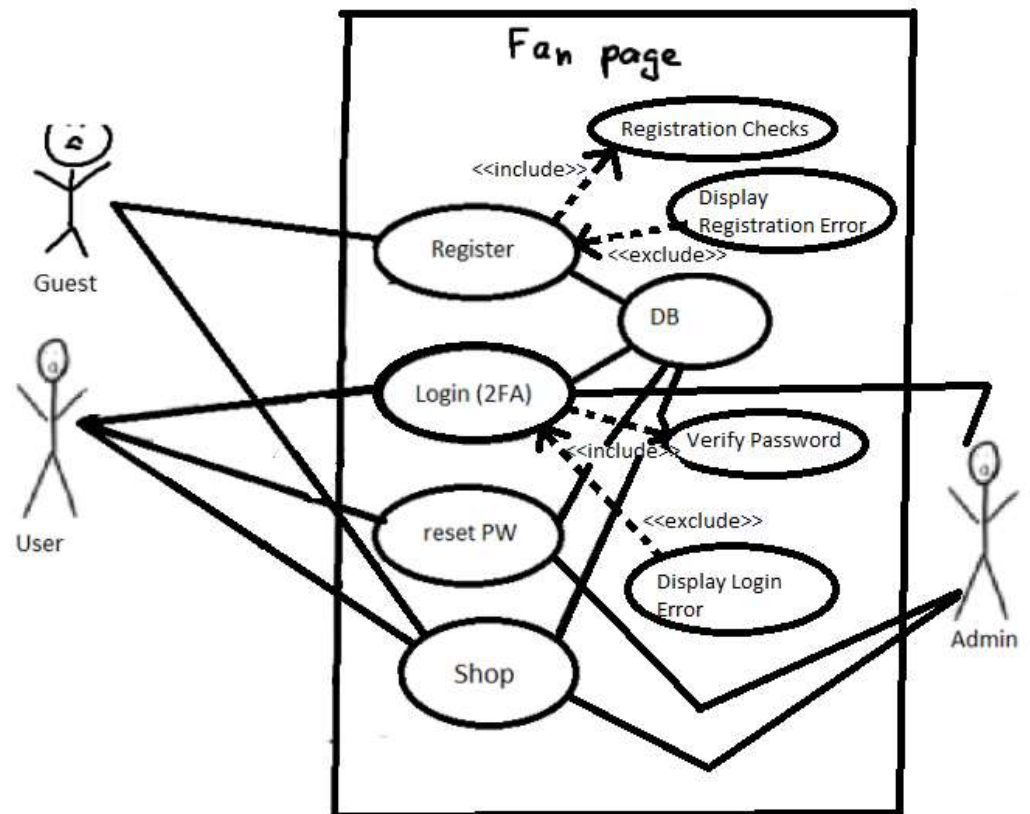 Fan page
Registration Checks
<<include>>
Display
Registration Error
<<exclude>>
Register
Guest
DB
Login (2FA)
Verify Password
<<include>>
User
reset PW
<<exclude>>
Display Login
Error
Admin
Shop